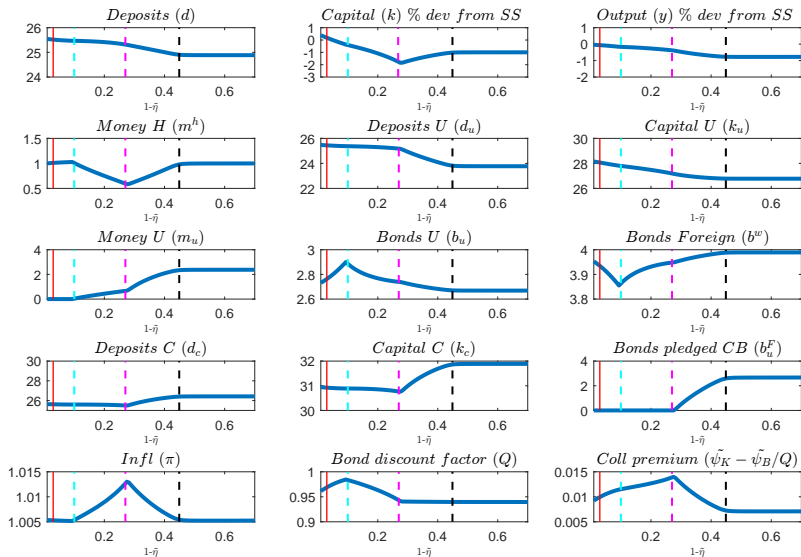 Deposits (d)
26
25
24
0.2 0.4 0.6
1-η̃
Capital (k) % dev from SS
1
0
-1
-2
-3
0.2 0.4 0.6
1-η̃
Output (y) % dev from SS
1
0
-1
-2
0.2 0.4 0.6
1-η̃
Money H (m^h)
1.5
1
0.5
0.2 0.4 0.6
1-η̃
Deposits U (d_u)
26
24
22
0.2 0.4 0.6
1-η̃
Capital U (k_u)
30
28
26
0.2 0.4 0.6
1-η̃
Money U (m_u)
4
2
0
0.2 0.4 0.6
1-η̃
Bonds U (b_u)
3
2.8
2.6
0.2 0.4 0.6
1-η̃
Bonds Foreign (b^w)
4
3.9
3.8
0.2 0.4 0.6
1-η̃
Deposits C (d_c)
30
28
26
0.2 0.4 0.6
1-η̃
Capital C (k_c)
32
31
30
0.2 0.4 0.6
1-η̃
Bonds pledged CB (b_u^F)
4
2
0
0.2 0.4 0.6
1-η̃
Infl (π)
1.015
1.01
1.005
0.2 0.4 0.6
1-η̃
Bond discount factor (Q)
1
0.95
0.9
0.2 0.4 0.6
1-η̃
Coll premium (ψ̃_K − ψ̃_B/Q)
0.015
0.01
0.005
0.2 0.4 0.6
1-η̃